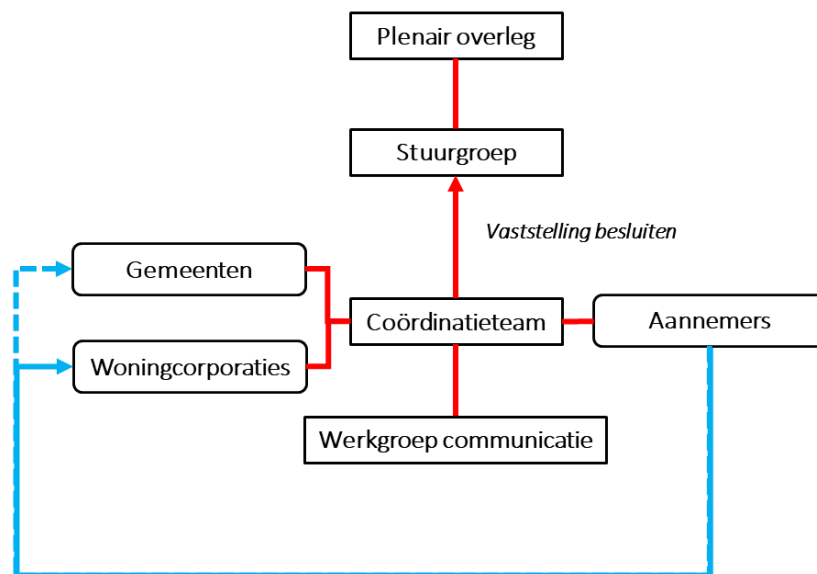 Plenair overleg
Stuurgroep
Vaststelling besluiten
Gemeenten
Coördinatieteam
Aannemers
Woningcorporaties
Werkgroep communicatie